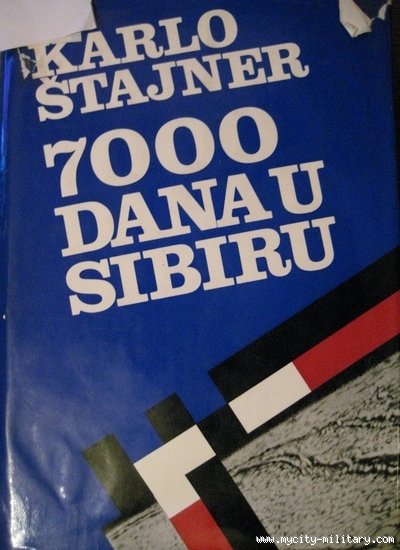 KARLO
ŠTAJNER
7000
DANA U
SIBIRU
www.mycity-military.com